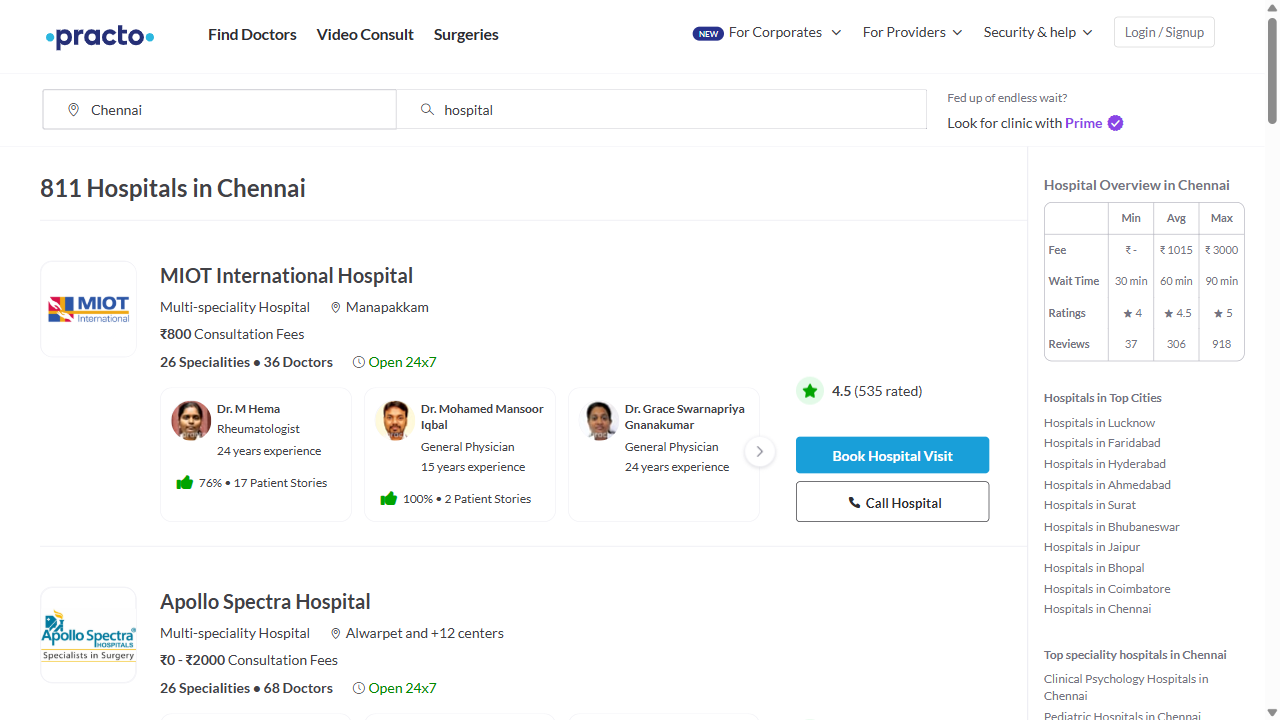 practo
Find Doctors
Video Consult
Surgeries
NEW For Corporates
For Providers
Security & help
Login / Signup
Chennai
hospital
Fed up of endless wait?
Look for clinic with Prime
811 Hospitals in Chennai
MIOT
International
MIOT International Hospital
Multi-speciality Hospital
Manapakkam
₹800 Consultation Fees
26 Specialities • 36 Doctors
Open 24x7
Dr. M Hema
Rheumatologist
24 years experience
76% • 17 Patient Stories
Dr. Mohamed Mansoor
Iqbal
General Physician
15 years experience
100% • 2 Patient Stories
Dr. Grace Swarnapriya
Gnanakumar
General Physician
24 years experience
4.5 (535 rated)
Book Hospital Visit
Call Hospital
Apollo Spectra
HOSPITALS
Specialists in Surgery
Apollo Spectra Hospital
Multi-speciality Hospital
Alwarpet and +12 centers
₹0 - ₹2000 Consultation Fees
26 Specialities • 68 Doctors
Open 24x7
Hospital Overview in Chennai
Min Avg Max
Fee ₹ - ₹ 1015 ₹ 3000
Wait Time 30 min 60 min 90 min
Ratings ★ 4 ★ 4.5 ★ 5
Reviews 37 306 918
Hospitals in Top Cities
Hospitals in Lucknow
Hospitals in Faridabad
Hospitals in Hyderabad
Hospitals in Ahmedabad
Hospitals in Surat
Hospitals in Bhubaneswar
Hospitals in Jaipur
Hospitals in Bhopal
Hospitals in Coimbatore
Hospitals in Chennai
Top speciality hospitals in Chennai
Clinical Psychology Hospitals in
Chennai
Pediatric Hospitals in Chennai